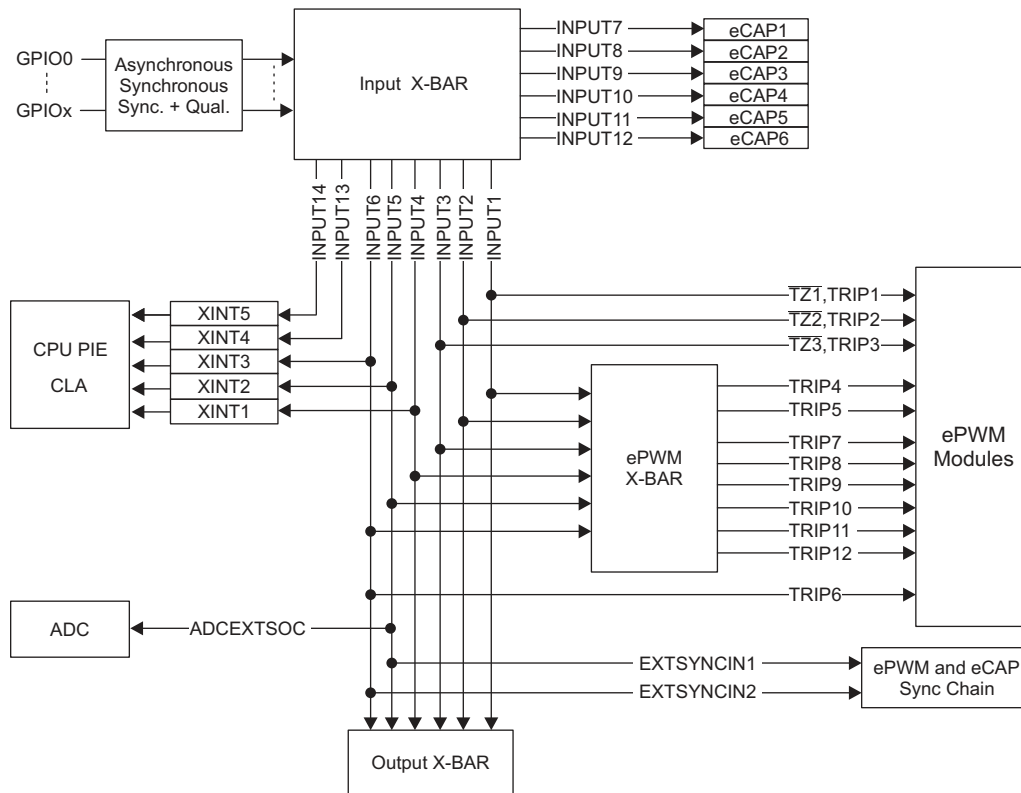 GPIO0
GPIOx
Asynchronous
Synchronous
Sync. + Qual.
Input X-BAR
INPUT7
INPUT8
INPUT9
INPUT10
INPUT11
INPUT12
eCAP1
eCAP2
eCAP3
eCAP4
eCAP5
eCAP6
INPUT14
INPUT13
INPUT6
INPUT5
INPUT4
INPUT3
INPUT2
INPUT1
CPU PIE
CLA
XINT5
XINT4
XINT3
XINT2
XINT1
TZ1,TRIP1
TZ2,TRIP2
TZ3,TRIP3
ePWM
X-BAR
TRIP4
TRIP5
TRIP7
TRIP8
TRIP9
TRIP10
TRIP11
TRIP12
TRIP6
ePWM
Modules
ADC
ADCEXTSOC
EXTSYNCIN1
EXTSYNCIN2
ePWM and eCAP
Sync Chain
Output X-BAR